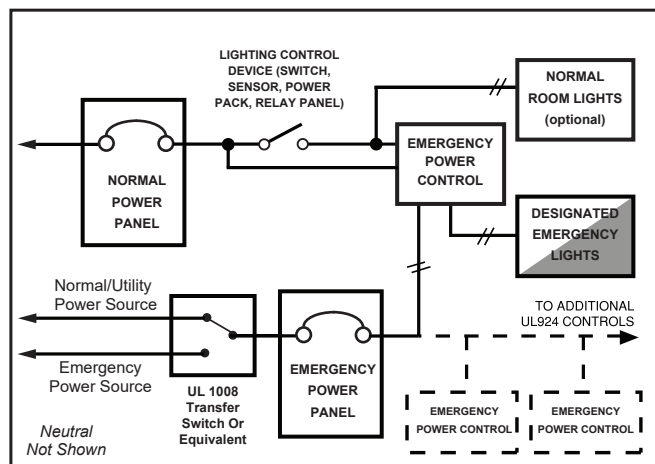 LIGHTING CONTROL
DEVICE (SWITCH,
SENSOR, POWER
PACK, RELAY PANEL)
NORMAL
ROOM LIGHTS
(optional)
NORMAL
POWER
PANEL
EMERGENCY
POWER
CONTROL
DESIGNATED
EMERGENCY
LIGHTS
Normal/Utility
Power Source
Emergency
Power Source
UL 1008
Transfer
Switch Or
Equivalent
EMERGENCY
POWER
PANEL
TO ADDITIONAL
UL924 CONTROLS
EMERGENCY
POWER CONTROL
EMERGENCY
POWER CONTROL
Neutral
Not Shown